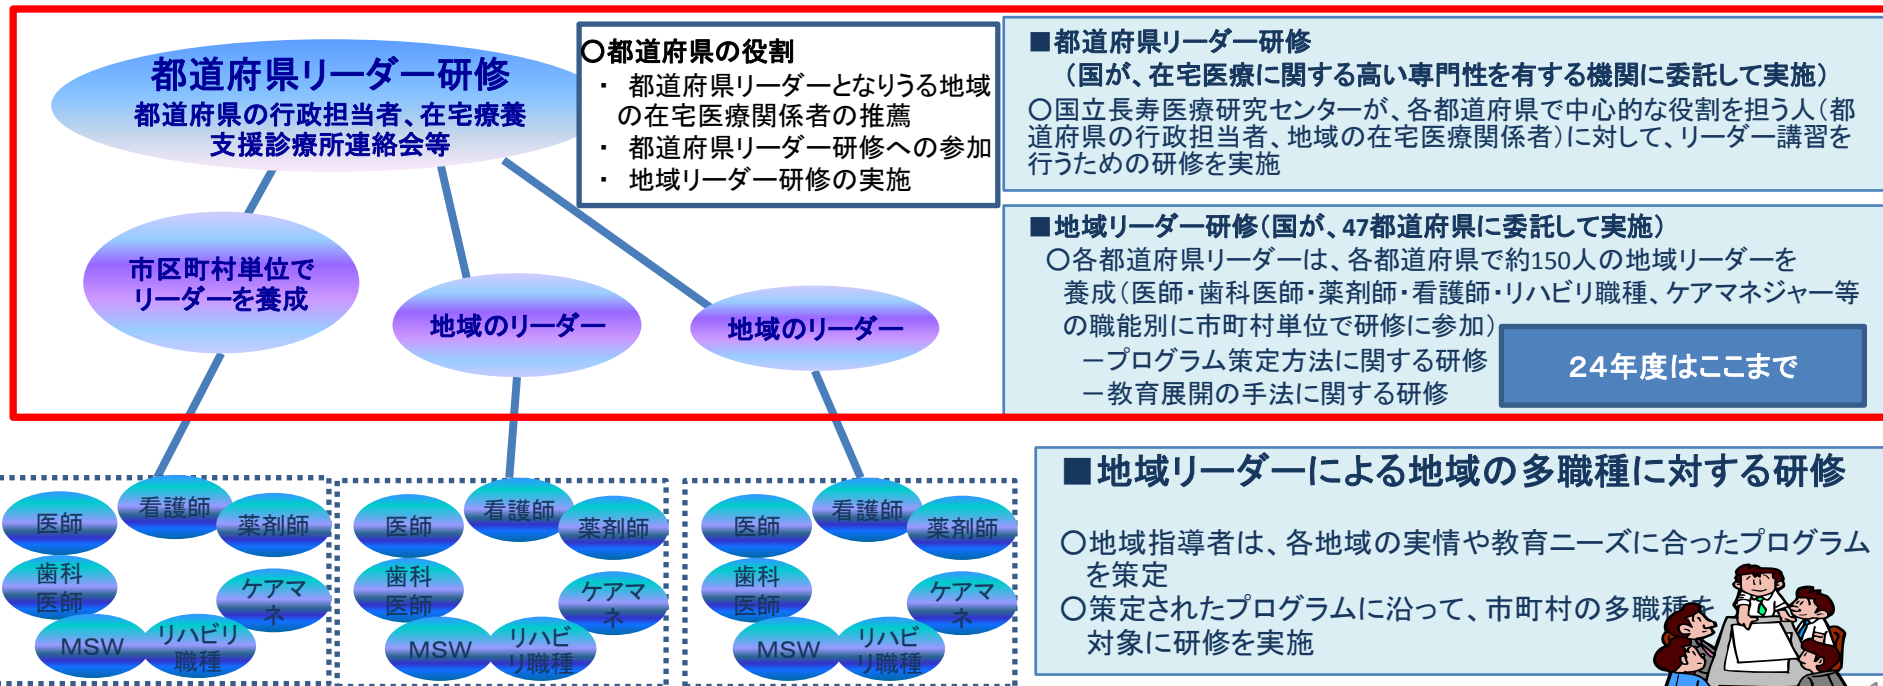 都道府県リーダー研修
都道府県の行政担当者、在宅療養
支援診療所連絡会等
〇都道府県の役割
・ 都道府県リーダーとなりうる地域
の在宅医療関係者の推薦
・ 都道府県リーダー研修への参加
・ 地域リーダー研修の実施
■都道府県リーダー研修
（国が、在宅医療に関する高い専門性を有する機関に委託して実施）
〇国立長寿医療研究センターが、各都道府県で中心的な役割を担う人（都
道府県の行政担当者、地域の在宅医療関係者）に対して、リーダー講習を
行うための研修を実施
市区町村単位で
リーダーを養成
地域のリーダー
地域のリーダー
■地域リーダー研修（国が、47都道府県に委託して実施）
〇各都道府県リーダーは、各都道府県で約150人の地域リーダーを
養成（医師・歯科医師・薬剤師・看護師・リハビリ職種、ケアマネジャー等
の職能別に市町村単位で研修に参加）
－プログラム策定方法に関する研修
－教育展開の手法に関する研修
２４年度はここまで
医師
看護師
薬剤師
歯科
医師
ケアマ
ネ
MSW
リハビリ
職種
医師
看護師
薬剤師
歯科
医師
ケアマ
ネ
MSW
リハビ
リ職種
医師
看護師
薬剤師
歯科
医師
ケアマ
ネ
MSW
リハビ
リ職種
■地域リーダーによる地域の多職種に対する研修
〇地域指導者は、各地域の実情や教育ニーズに合ったプログラム
を策定
〇策定されたプログラムに沿って、市町村の多職種を
対象に研修を実施